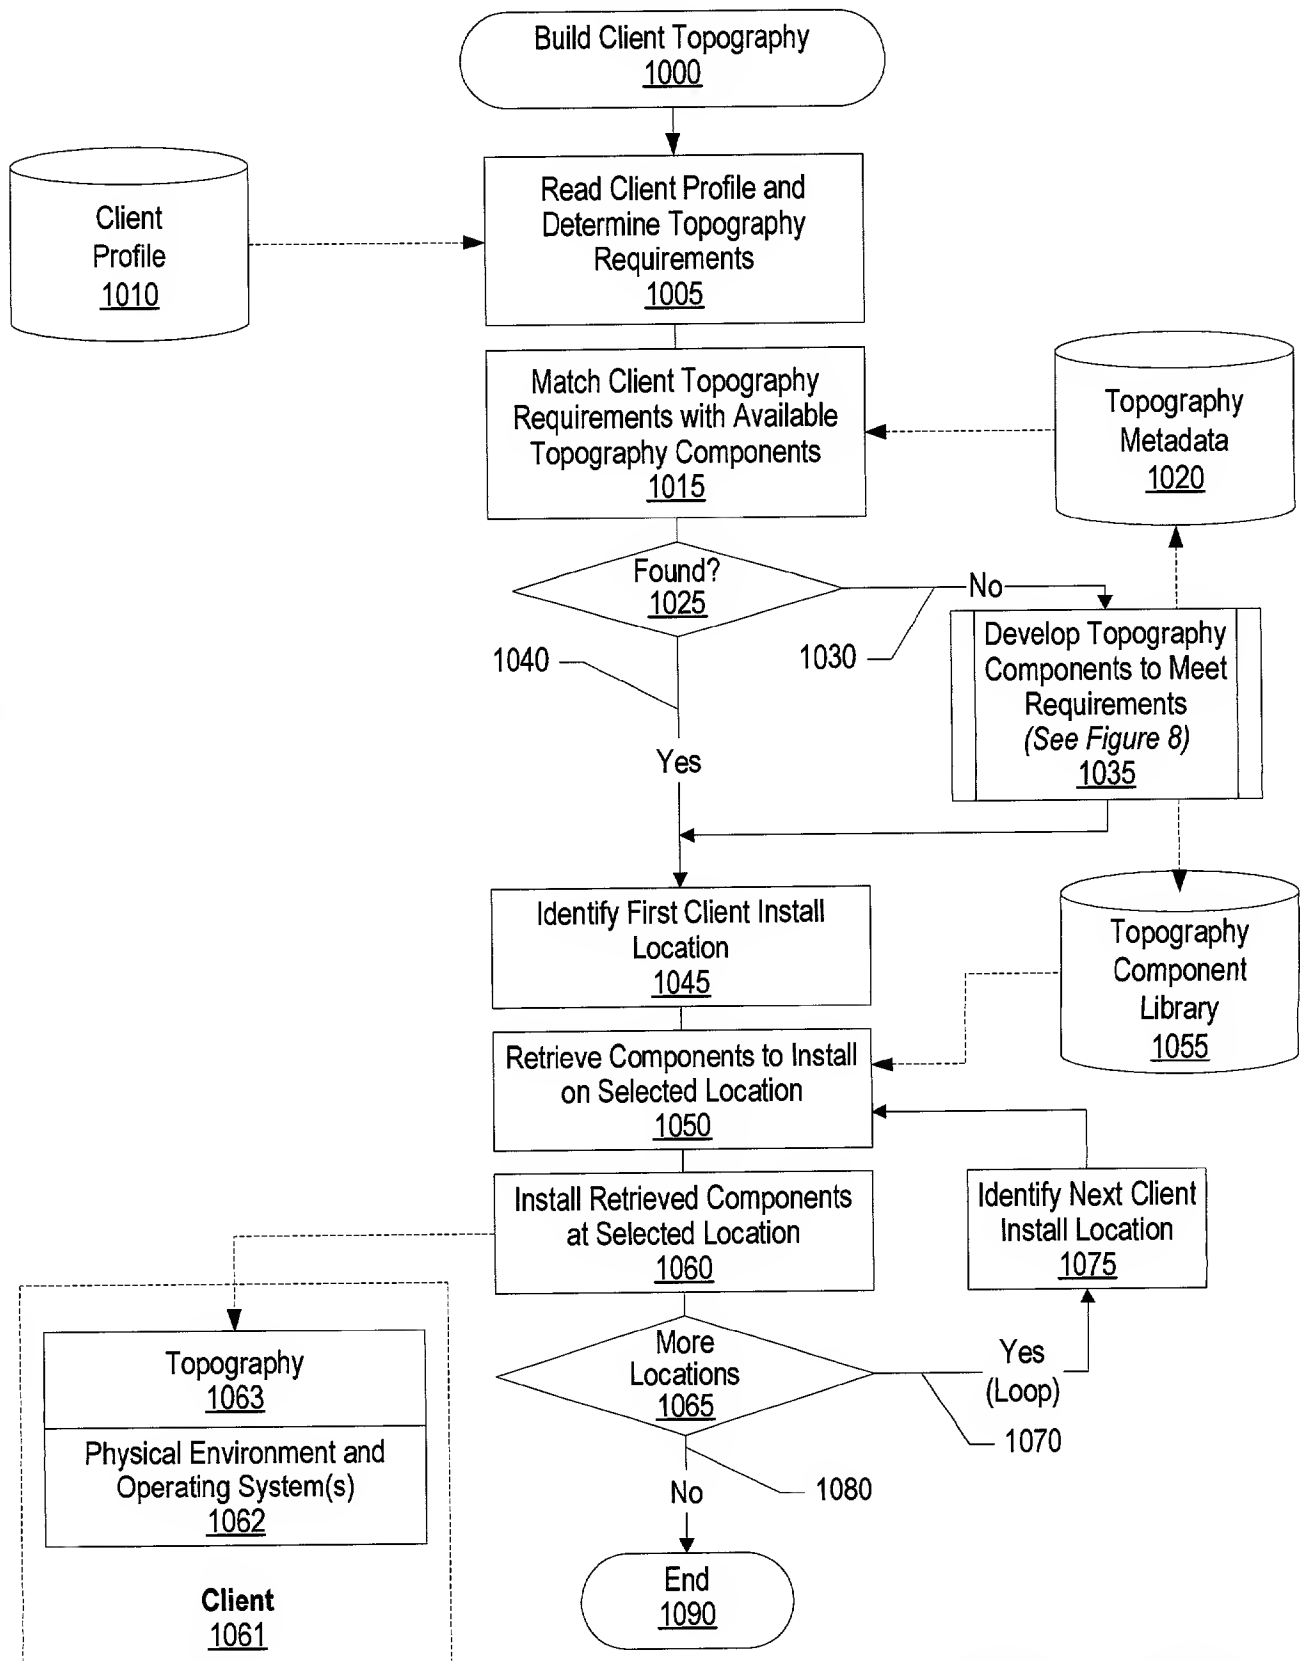 Build Client Topography
1000
Read Client Profile and
Determine Topography
Requirements
1005
Client
Profile
1010
Match Client Topography
Requirements with Available
Topography Components
1015
Topography
Metadata
1020
Found?
1025
No
1030
1040
Develop Topography
Components to Meet
Requirements
(See Figure 8)
1035
Yes
Identify First Client Install
Location
1045
Topography
Component
Library
1055
Retrieve Components to Install
on Selected Location
1050
Install Retrieved Components
at Selected Location
1060
Identify Next Client
Install Location
1075
More
Locations
1065
Yes
(Loop)
1070
Topography
1063
Physical Environment and
Operating System(s)
1062
Client
1061
1080
No
End
1090